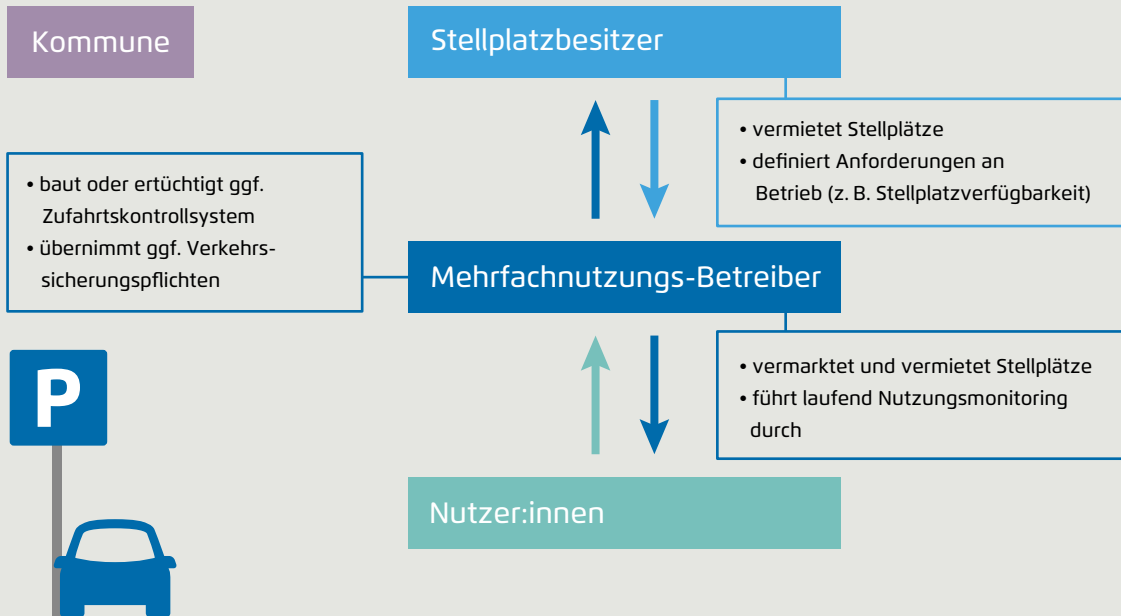 Kommune
Stellplatzbesitzer
• vermietet Stellplätze
• definiert Anforderungen an
Betrieb (z. B. Stellplatzverfügbarkeit)
• baut oder ertüchtigt ggf.
Zufahrtskontrollsystem
• übernimmt ggf. Verkehrs-
sicherungspflichten
Mehrfachnutzungs-Betreiber
• vermarktet und vermietet Stellplätze
• führt laufend Nutzungsmonitoring
durch
P
Nutzer:innen